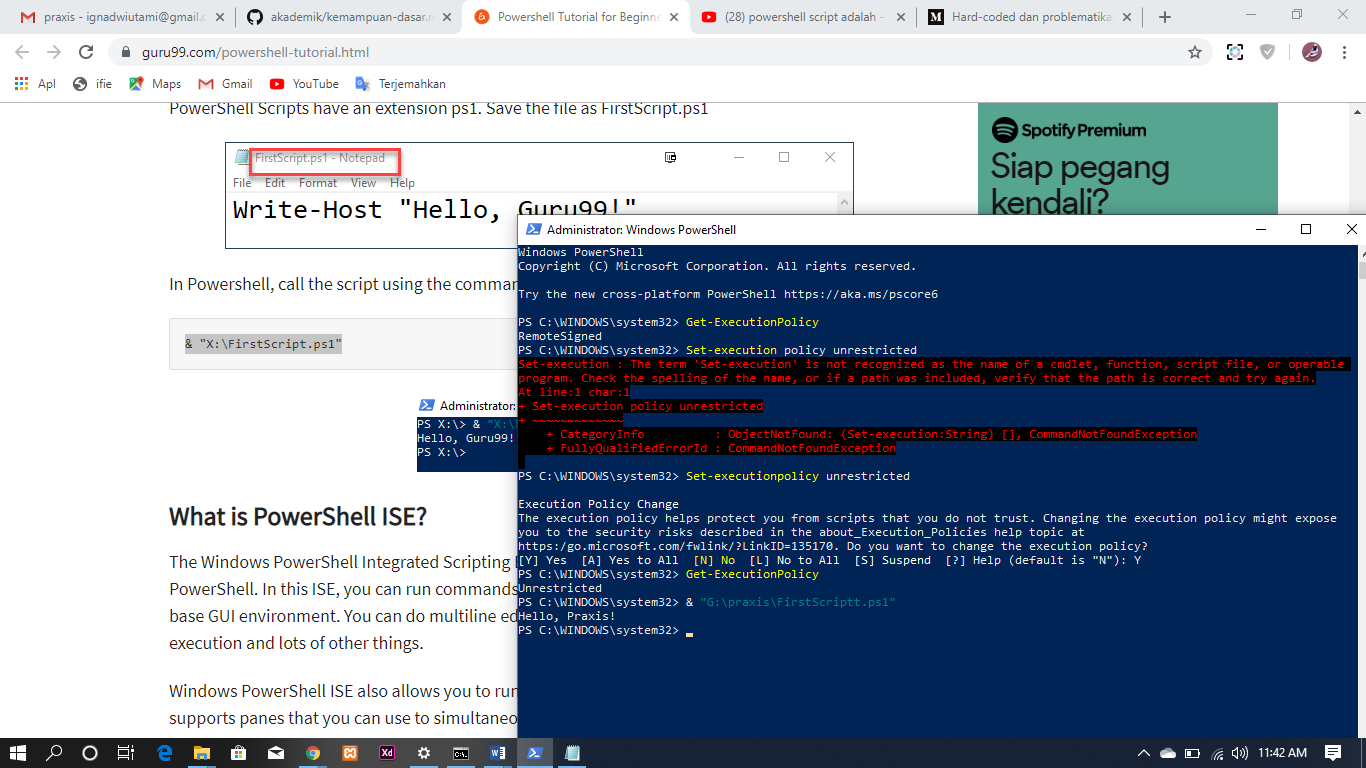 praxis - ignadwiutami@gmail.c
akademik/kemampuan-dasar.m
Powershell Tutorial for Beginne
(28) powershell script adalah -
Hard-coded dan problematika
guru99.com/powershell-tutorial.html
Apl
ifie
Maps
Gmail
YouTube
Terjemahkan
PowerShell Scripts have an extension ps1. Save the file as FirstScript.ps1
FirstScript.ps1 - Notepad
File Edit Format View Help
Write-Host "Hello, Guru99!"
Spotify Premium
Siap pegang
kendali?
In Powershell, call the script using the comman
& "X:\FirstScript.ps1"
Administrator:
PS X:\> & "X:\
Hello, Guru99!
PS X:\>
What is PowerShell ISE?
The Windows PowerShell Integrated Scripting
PowerShell. In this ISE, you can run commands
base GUI environment. You can do multiline ed
execution and lots of other things.
Windows PowerShell ISE also allows you to run
supports panes that you can use to simultaneo
Administrator: Windows PowerShell
Windows PowerShell
Copyright (C) Microsoft Corporation. All rights reserved.
Try the new cross-platform PowerShell https://aka.ms/pscore6
PS C:\WINDOWS\system32> Get-ExecutionPolicy
RemoteSigned
PS C:\WINDOWS\system32> Set-execution policy unrestricted
Set-execution : The term 'Set-execution' is not recognized as the name of a cmdlet, function, script file, or operable
program. Check the spelling of the name, or if a path was included, verify that the path is correct and try again.
At line:1 char:1
+ Set-execution policy unrestricted
+ ~~~~~~~~~~~~~
+ CategoryInfo : ObjectNotFound: (Set-execution:String) [], CommandNotFoundException
+ FullyQualifiedErrorId : CommandNotFoundException
PS C:\WINDOWS\system32> Set-executionpolicy unrestricted
Execution Policy Change
The execution policy helps protect you from scripts that you do not trust. Changing the execution policy might expose
you to the security risks described in the about_Execution_Policies help topic at
https:/go.microsoft.com/fwlink/?LinkID=135170. Do you want to change the execution policy?
[Y] Yes [A] Yes to All [N] No [L] No to All [S] Suspend [?] Help (default is "N"): Y
PS C:\WINDOWS\system32> Get-ExecutionPolicy
Unrestricted
PS C:\WINDOWS\system32> & "G:\praxis\FirstScriptt.ps1"
Hello, Praxis!
PS C:\WINDOWS\system32>
11:42 AM